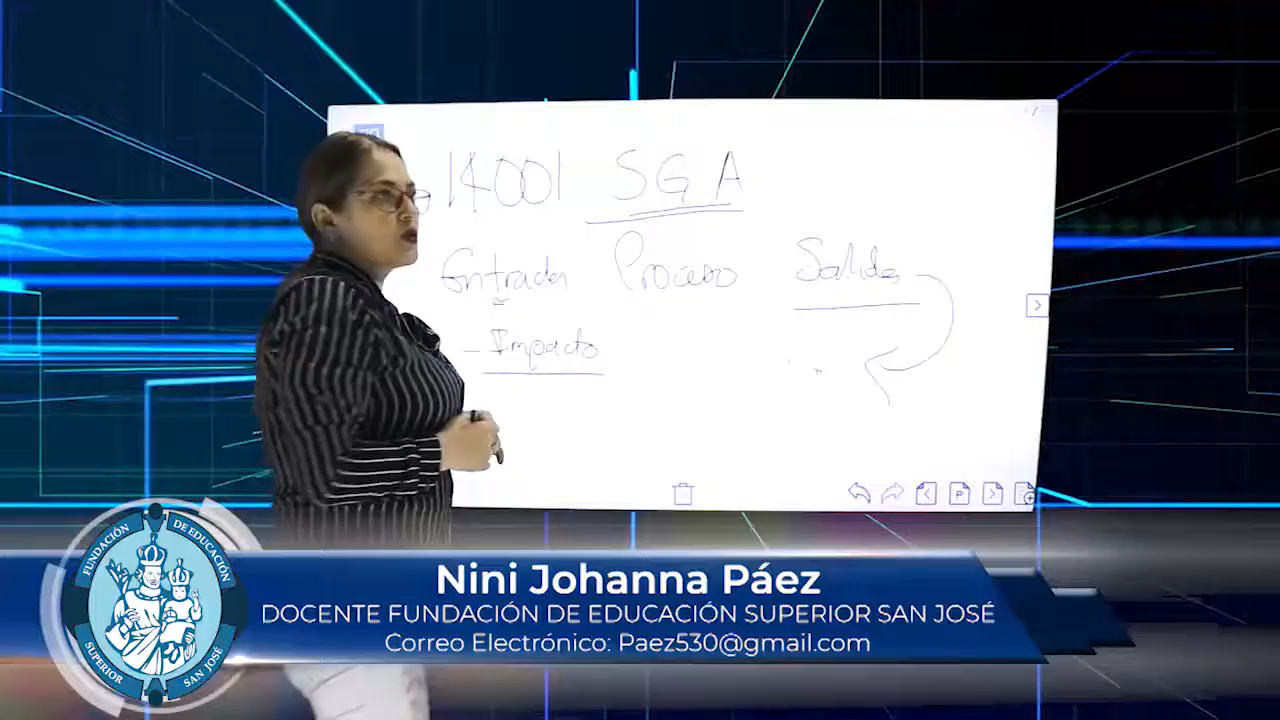 14001 SGA
Entrada Proceso Salida
- Impacto
P
Nini Johanna Páez
DOCENTE FUNDACIÓN DE EDUCACIÓN SUPERIOR SAN JOSÉ
Correo Electrónico: Paez530@gmail.com
FUNDACIÓN DE EDUCACIÓN
SUPERIOR SAN JOSÉ